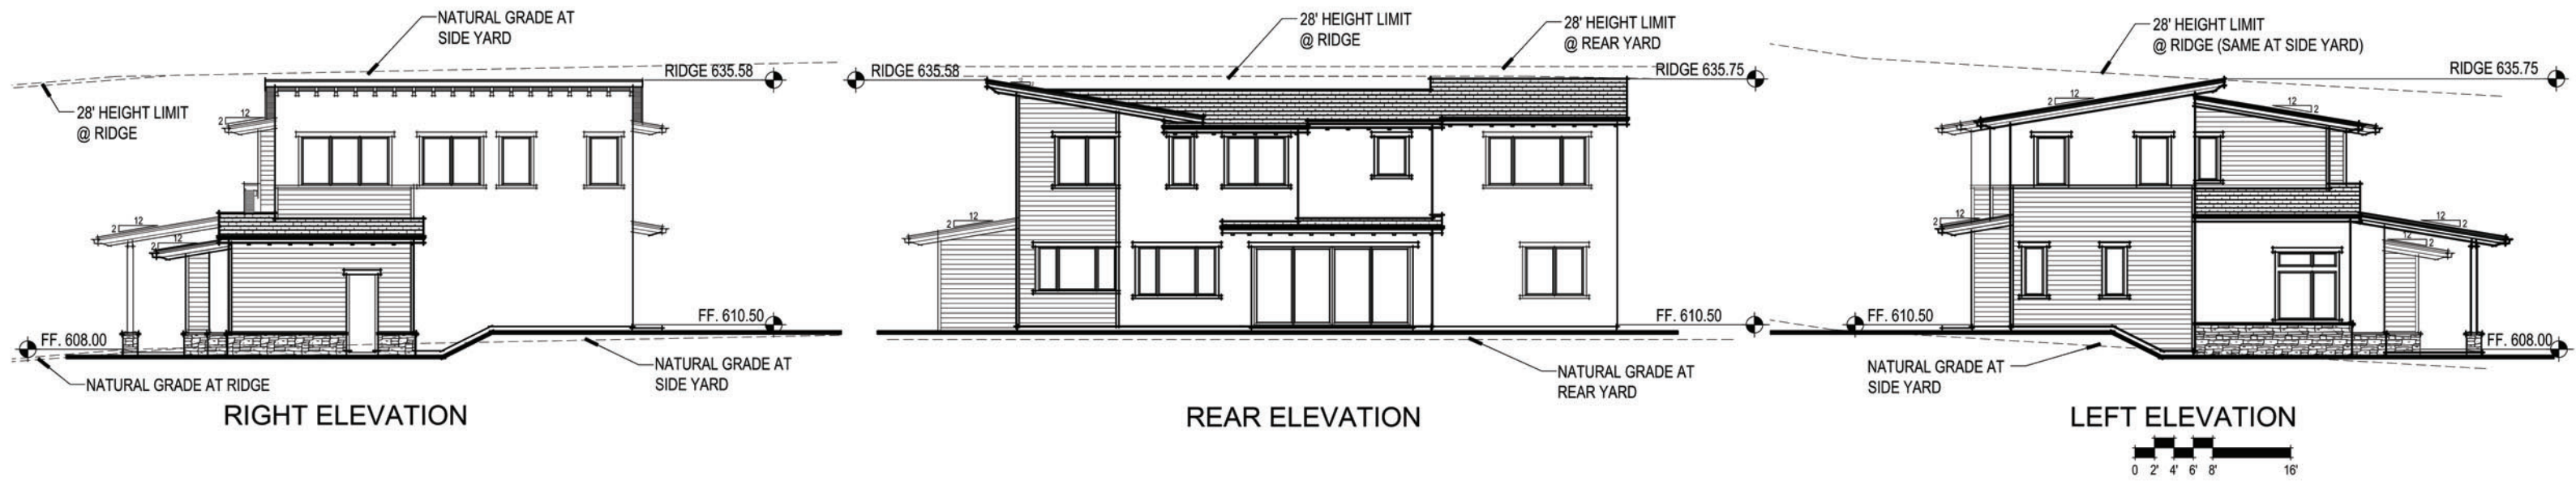 NATURAL GRADE AT
SIDE YARD
RIDGE 635.58
28' HEIGHT LIMIT
@ RIDGE
12
2
12
2
12
2
FF. 608.00
FF. 610.50
NATURAL GRADE AT RIDGE
NATURAL GRADE AT
SIDE YARD
RIGHT ELEVATION
28' HEIGHT LIMIT
@ RIDGE
28' HEIGHT LIMIT
@ REAR YARD
RIDGE 635.58
RIDGE 635.75
12
2
FF. 610.50
NATURAL GRADE AT
REAR YARD
REAR ELEVATION
28' HEIGHT LIMIT
@ RIDGE (SAME AT SIDE YARD)
RIDGE 635.75
12
2
12
2
12
2
12
2
12
2
FF. 610.50
FF. 608.00
NATURAL GRADE AT
SIDE YARD
LEFT ELEVATION
0 2' 4' 6' 8' 16'